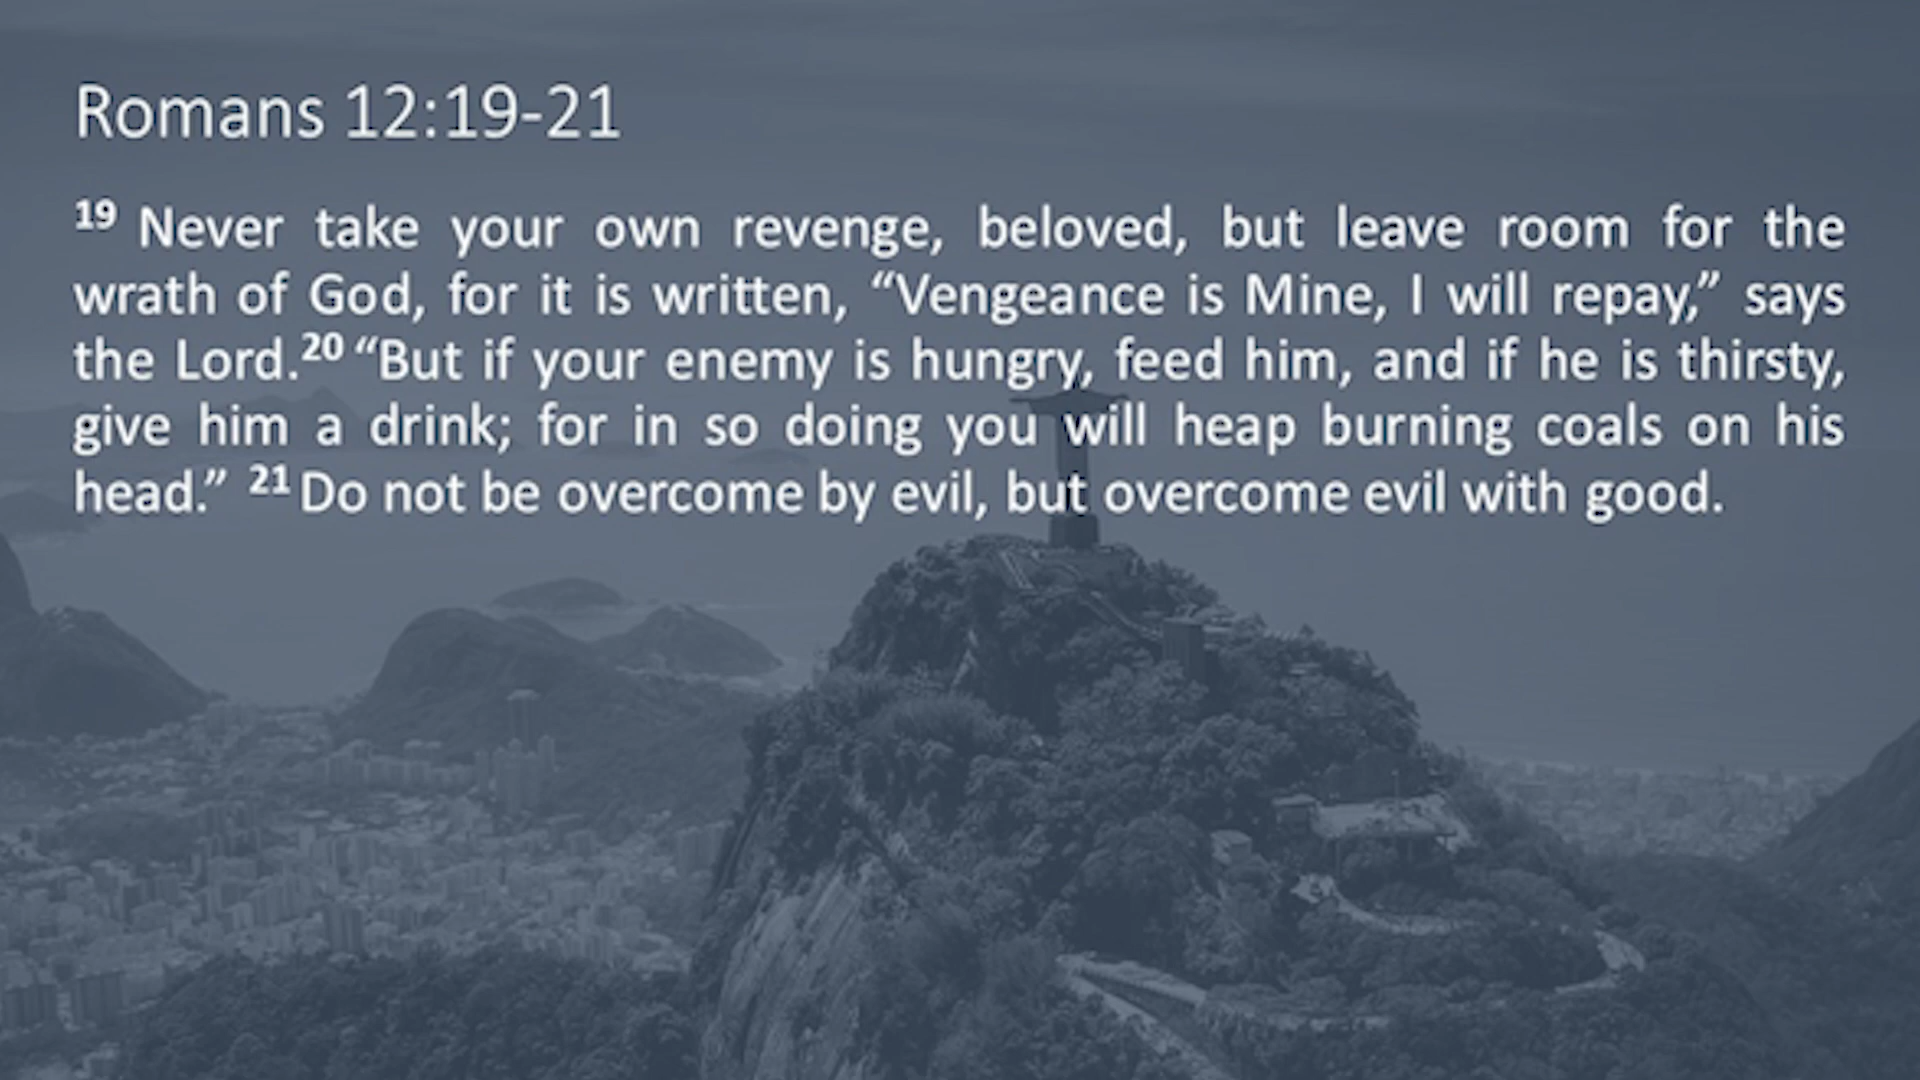 Romans 12:19-21
19 Never take your own revenge, beloved, but leave room for the
wrath of God, for it is written, “Vengeance is Mine, I will repay,” says
the Lord.20 “But if your enemy is hungry, feed him, and if he is thirsty,
give him a drink; for in so doing you will heap burning coals on his
head.” 21 Do not be overcome by evil, but overcome evil with good.